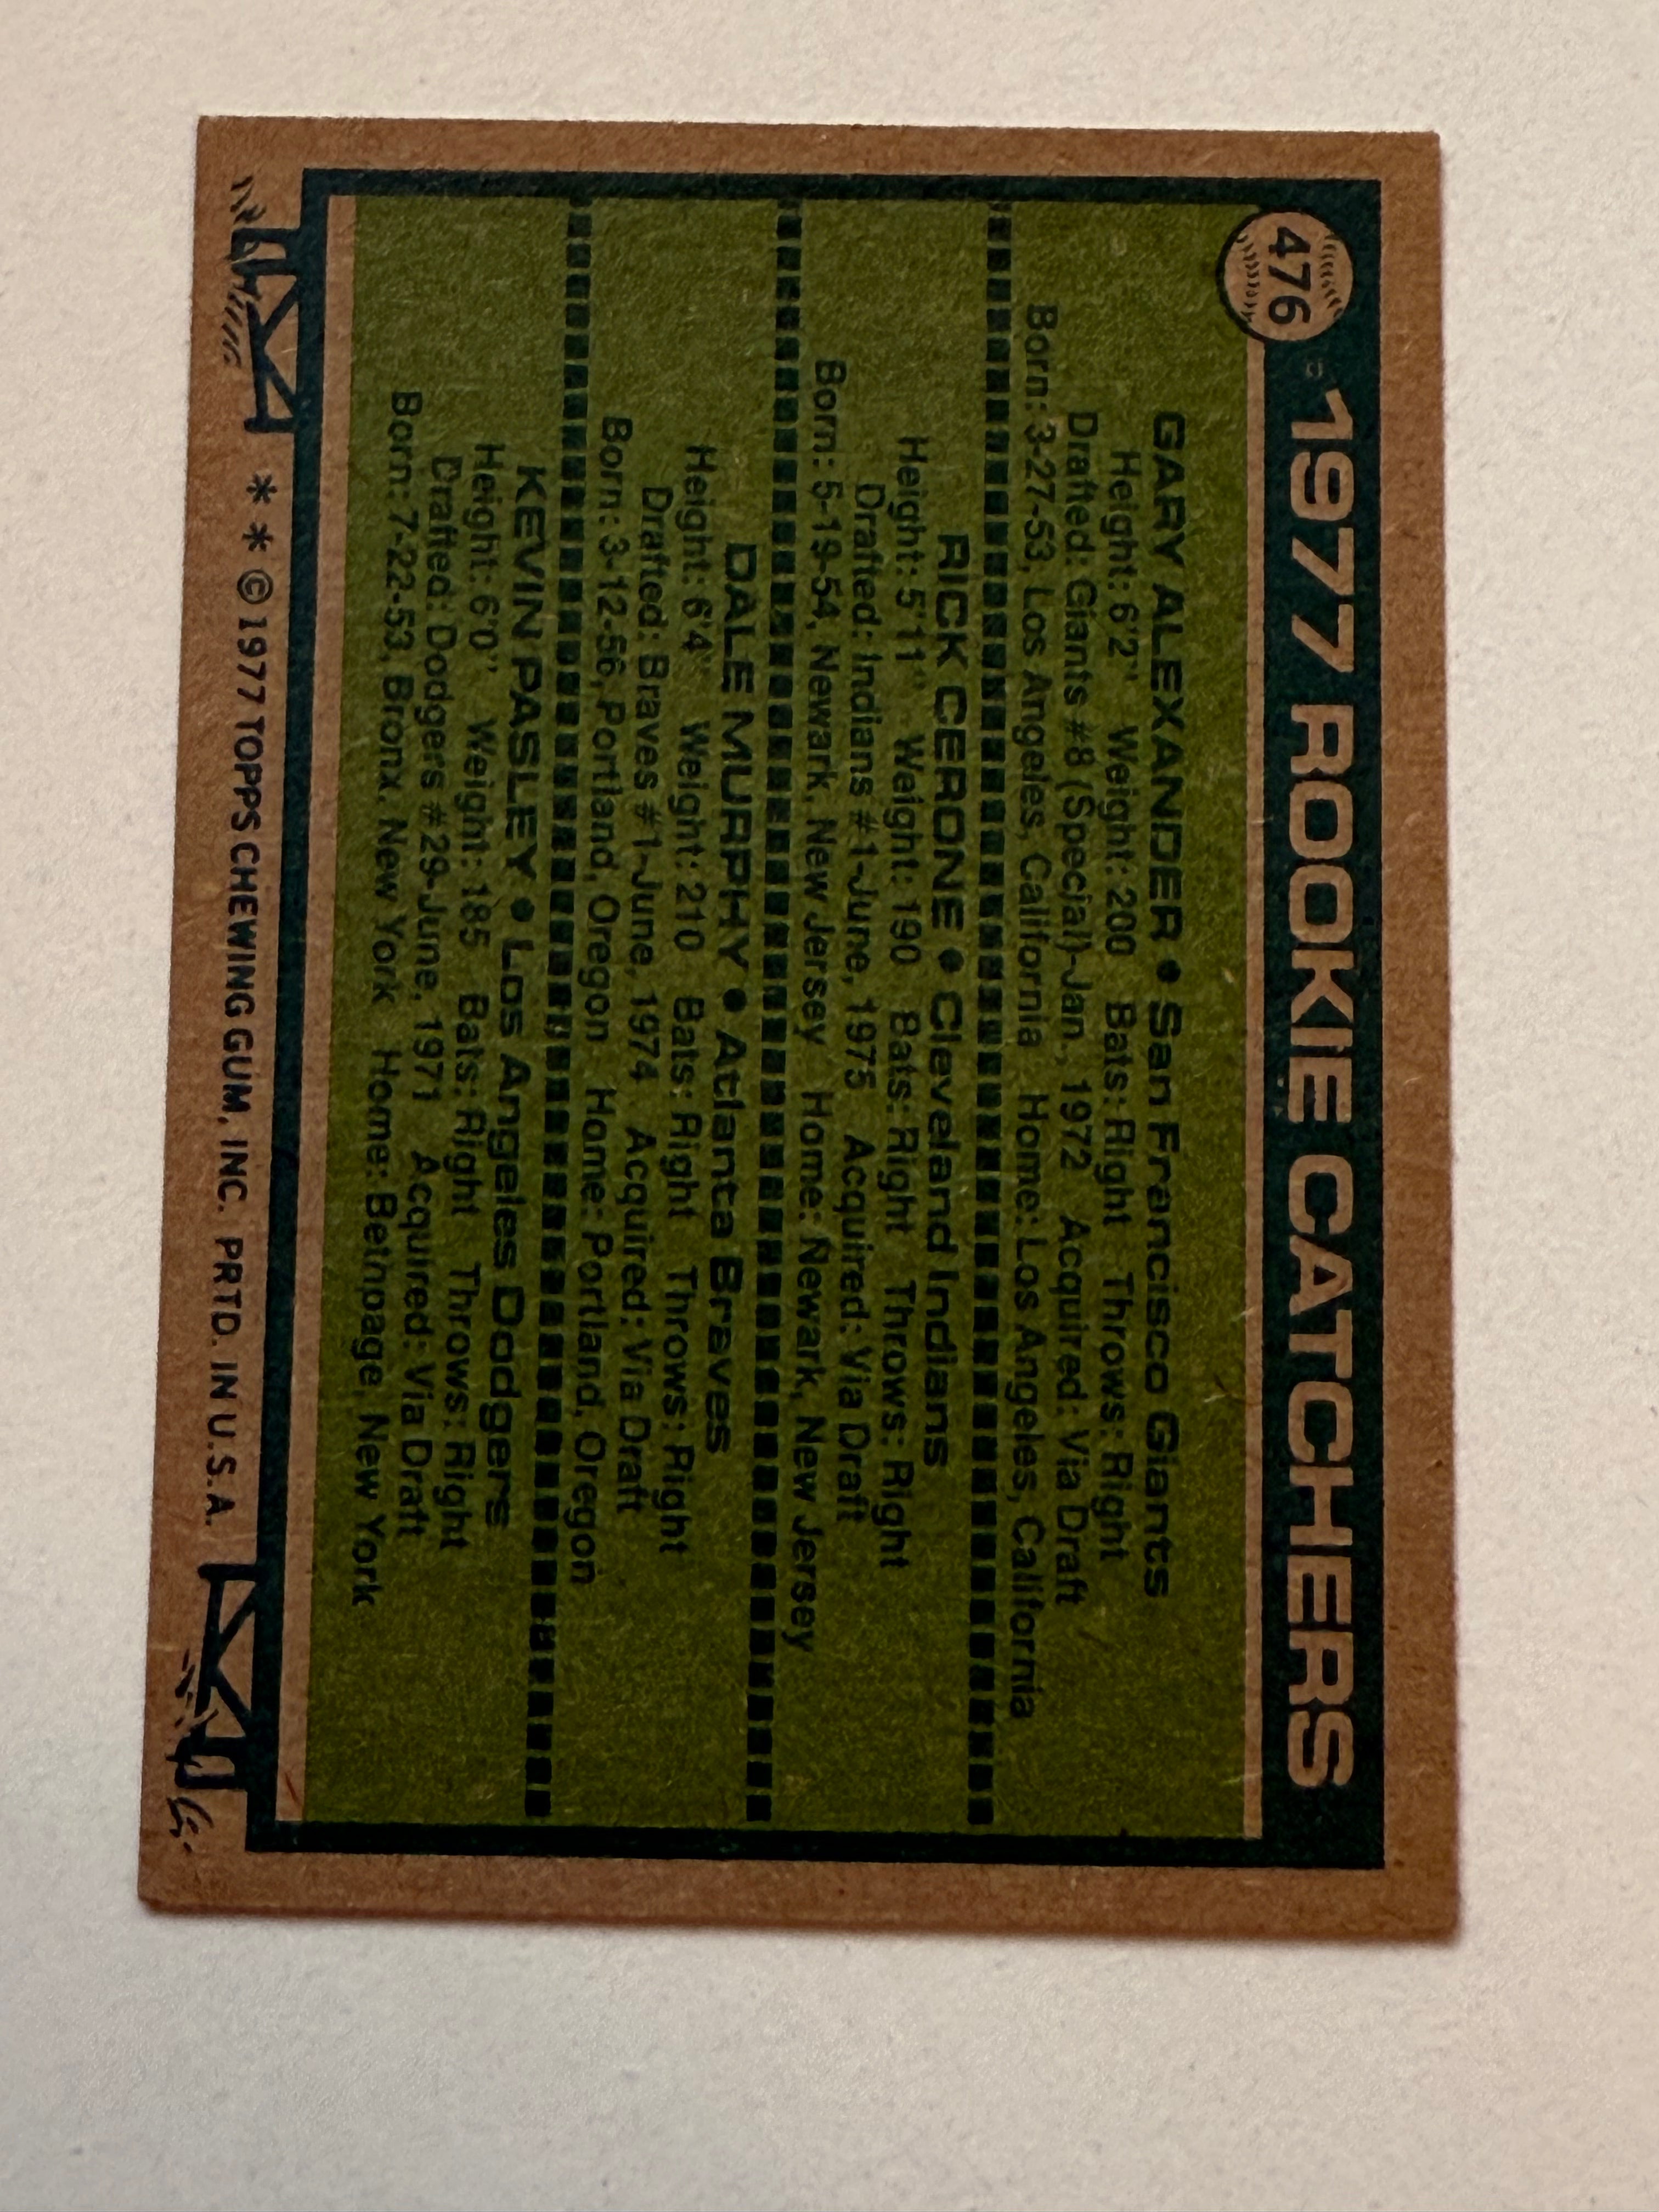 476
1977 ROOKIE CATCHERS
GARY ALEXANDER • San Francisco Giants
Height: 6'2" Weight: 200 Bats: Right Throws: Right
Drafted: Giants #8 (Special)-Jan., 1972 Acquired: Via Draft
Born: 3-27-53, Los Angeles, California Home: Los Angeles, California
RICK CERONE • Cleveland Indians
Height: 5'11" Weight: 190 Bats: Right Throws: Right
Drafted: Indians #1-June, 1975 Acquired: Via Draft
Born: 5-19-54, Newark, New Jersey Home: Newark, New Jersey
DALE MURPHY • Atlanta Braves
Height: 6'4" Weight: 210 Bats: Right Throws: Right
Drafted: Braves #1-June, 1974 Acquired: Via Draft
Born: 3-12-56, Portland, Oregon Home: Portland, Oregon
KEVIN PASLEY • Los Angeles Dodgers
Height: 6'0" Weight: 185 Bats: Right Throws: Right
Drafted: Dodgers #29-June, 1971 Acquired: Via Draft
Born: 7-22-53, Bronx, New York Home: Bethpage, New York
* * © 1977 TOPPS CHEWING GUM, INC. PRTD. IN U.S.A.